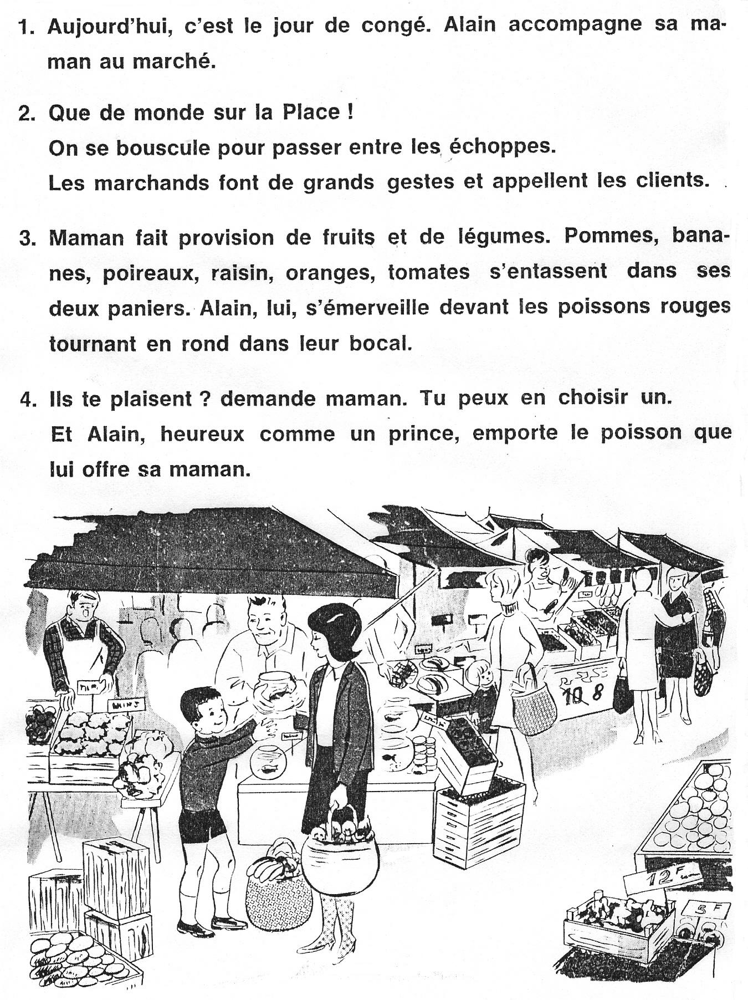 1. Aujourd'hui, c'est le jour de congé. Alain accompagne sa ma-
man au marché.
2. Que de monde sur la Place !
On se bouscule pour passer entre les échoppes.
Les marchands font de grands gestes et appellent les clients.
3. Maman fait provision de fruits et de légumes. Pommes, bana-
nes, poireaux, raisin, oranges, tomates s'entassent dans ses
deux paniers. Alain, lui, s'émerveille devant les poissons rouges
tournant en rond dans leur bocal.
4. Ils te plaisent ? demande maman. Tu peux en choisir un.
Et Alain, heureux comme un prince, emporte le poisson que
lui offre sa maman.
10 8
12 F
5 F